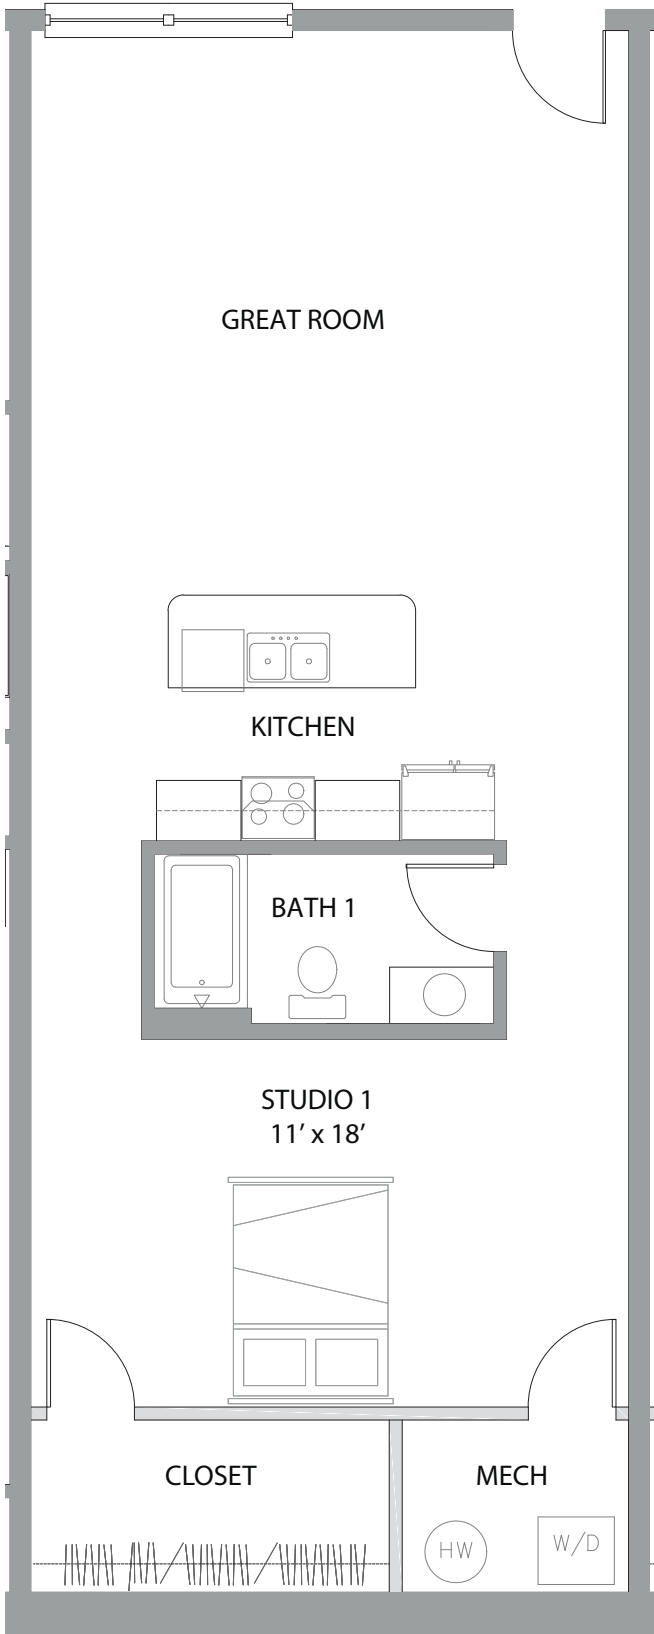 GREAT ROOM
KITCHEN
BATH 1
STUDIO 1
11′ x 18′
CLOSET
MECH
HW
W/D